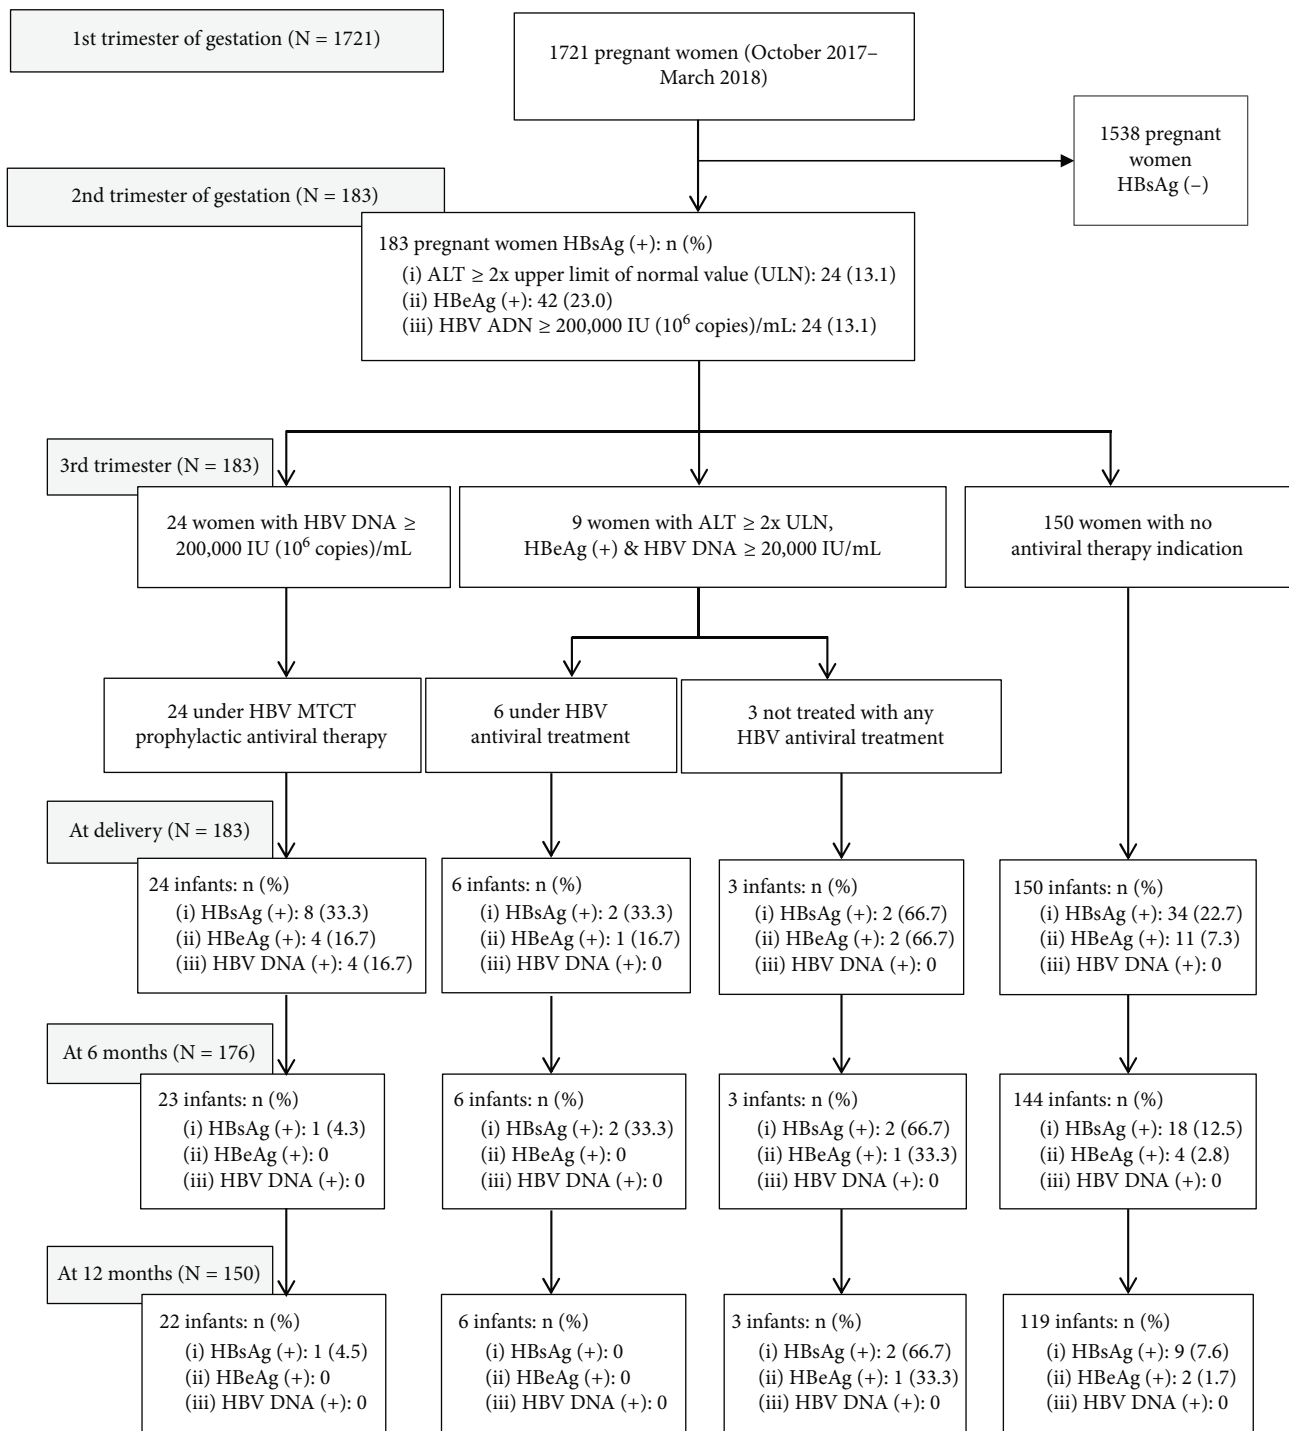 1st trimester of gestation (N = 1721)
1721 pregnant women (October 2017–
March 2018)
1538 pregnant
women
HBsAg (–)
2nd trimester of gestation (N = 183)
183 pregnant women HBsAg (+): n (%)
(i) ALT ≥ 2x upper limit of normal value (ULN): 24 (13.1)
(ii) HBeAg (+): 42 (23.0)
(iii) HBV ADN ≥ 200,000 IU (10⁶ copies)/mL: 24 (13.1)
3rd trimester (N = 183)
24 women with HBV DNA ≥
200,000 IU (10⁶ copies)/mL
9 women with ALT ≥ 2x ULN,
HBeAg (+) & HBV DNA ≥ 20,000 IU/mL
150 women with no
antiviral therapy indication
24 under HBV MTCT
prophylactic antiviral therapy
6 under HBV
antiviral treatment
3 not treated with any
HBV antiviral treatment
At delivery (N = 183)
24 infants: n (%)
(i) HBsAg (+): 8 (33.3)
(ii) HBeAg (+): 4 (16.7)
(iii) HBV DNA (+): 4 (16.7)
6 infants: n (%)
(i) HBsAg (+): 2 (33.3)
(ii) HBeAg (+): 1 (16.7)
(iii) HBV DNA (+): 0
3 infants: n (%)
(i) HBsAg (+): 2 (66.7)
(ii) HBeAg (+): 2 (66.7)
(iii) HBV DNA (+): 0
150 infants: n (%)
(i) HBsAg (+): 34 (22.7)
(ii) HBeAg (+): 11 (7.3)
(iii) HBV DNA (+): 0
At 6 months (N = 176)
23 infants: n (%)
(i) HBsAg (+): 1 (4.3)
(ii) HBeAg (+): 0
(iii) HBV DNA (+): 0
6 infants: n (%)
(i) HBsAg (+): 2 (33.3)
(ii) HBeAg (+): 0
(iii) HBV DNA (+): 0
3 infants: n (%)
(i) HBsAg (+): 2 (66.7)
(ii) HBeAg (+): 1 (33.3)
(iii) HBV DNA (+): 0
144 infants: n (%)
(i) HBsAg (+): 18 (12.5)
(ii) HBeAg (+): 4 (2.8)
(iii) HBV DNA (+): 0
At 12 months (N = 150)
22 infants: n (%)
(i) HBsAg (+): 1 (4.5)
(ii) HBeAg (+): 0
(iii) HBV DNA (+): 0
6 infants: n (%)
(i) HBsAg (+): 0
(ii) HBeAg (+): 0
(iii) HBV DNA (+): 0
3 infants: n (%)
(i) HBsAg (+): 2 (66.7)
(ii) HBeAg (+): 1 (33.3)
(iii) HBV DNA (+): 0
119 infants: n (%)
(i) HBsAg (+): 9 (7.6)
(ii) HBeAg (+): 2 (1.7)
(iii) HBV DNA (+): 0